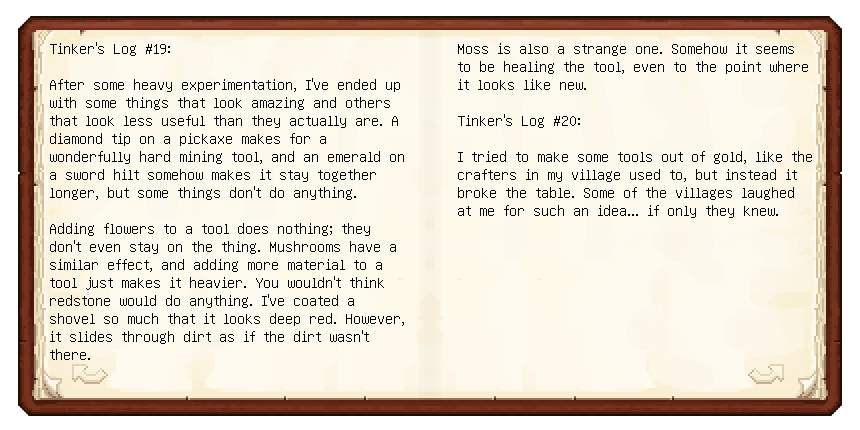 Tinker's Log #19:
After some heavy experimentation, I've ended up
with some things that look amazing and others
that look less useful than they actually are. A
diamond tip on a pickaxe makes for a
wonderfully hard mining tool, and an emerald on
a sword hilt somehow makes it stay together
longer, but some things don't do anything.
Adding flowers to a tool does nothing; they
don't even stay on the thing. Mushrooms have a
similar effect, and adding more material to a
tool just makes it heavier. You wouldn't think
redstone would do anything. I've coated a
shovel so much that it looks deep red. However,
it slides through dirt as if the dirt wasn't
there.
Moss is also a strange one. Somehow it seems
to be healing the tool, even to the point where
it looks like new.
Tinker's Log #20:
I tried to make some tools out of gold, like the
crafters in my village used to, but instead it
broke the table. Some of the villages laughed
at me for such an idea... if only they knew.